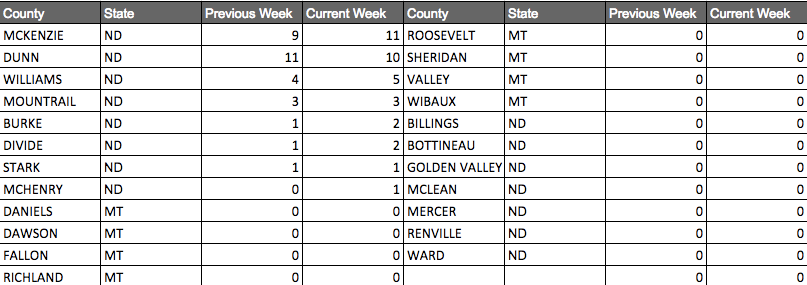 County State Previous Week Current Week County State Previous Week Current Week
MCKENZIE ND 9 11 ROOSEVELT MT 0 0
DUNN ND 11 10 SHERIDAN MT 0 0
WILLIAMS ND 4 5 VALLEY MT 0 0
MOUNTRAIL ND 3 3 WIBAUX MT 0 0
BURKE ND 1 2 BILLINGS ND 0 0
DIVIDE ND 1 2 BOTTINEAU ND 0 0
STARK ND 1 1 GOLDEN VALLEY ND 0 0
MCHENRY ND 0 1 MCLEAN ND 0 0
DANIELS MT 0 0 MERCER ND 0 0
DAWSON MT 0 0 RENVILLE ND 0 0
FALLON MT 0 0 WARD ND 0 0
RICHLAND MT 0 0 0 0